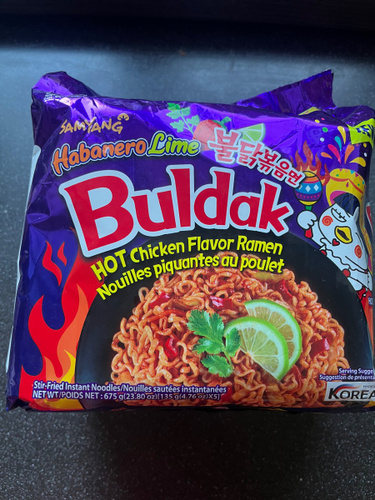 SAMYANG
Habanero Lime
불닭볶음면
Buldak
HOT Chicken Flavor Ramen
Nouilles piquantes au poulet
Stir-Fried Instant Noodles/Nouilles sautées instantanées
NET WT/POIDS NET : 675 g(23.80 oz)(135 g(4.76 oz)X5)
Serving Sugge
Suggestion de présenta
KOREA